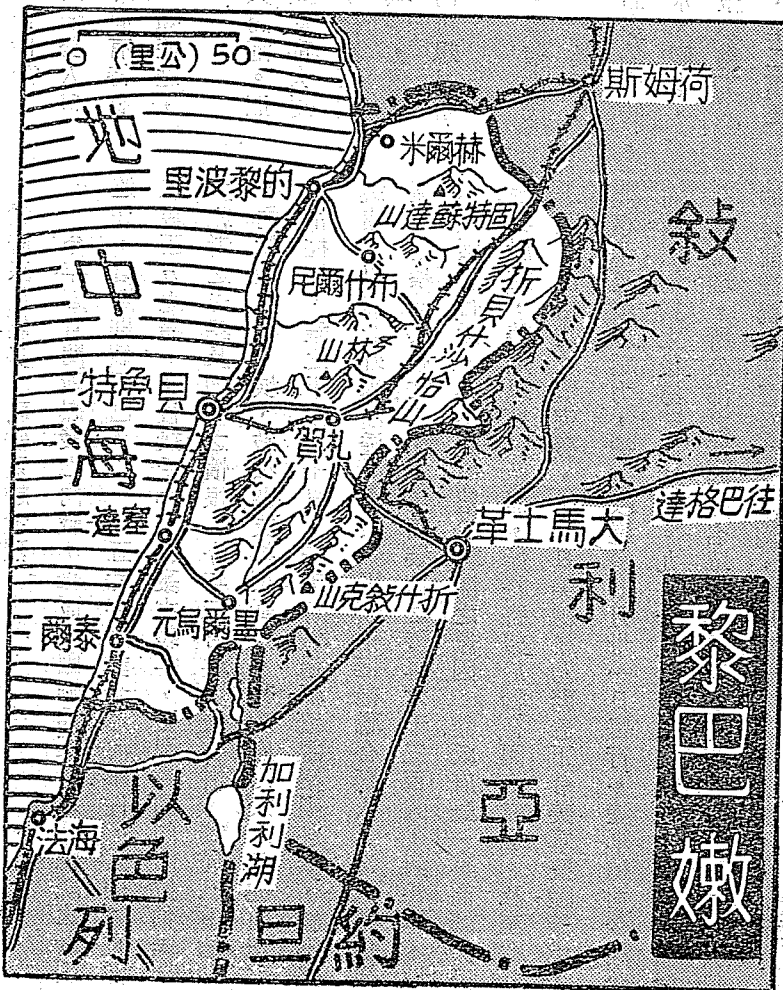 黎巴嫩
0 (公里) 50
地中海
荷姆斯
赫爾米
的黎波里
固特蘇達山
敍利亞
布什爾尼
折貝什沙恰山
林山
貝魯特
扎賀
塞達
往巴格達
大馬士革
折什敍克山
爾烏元
泰爾
加利利湖
海法
以色列
約旦